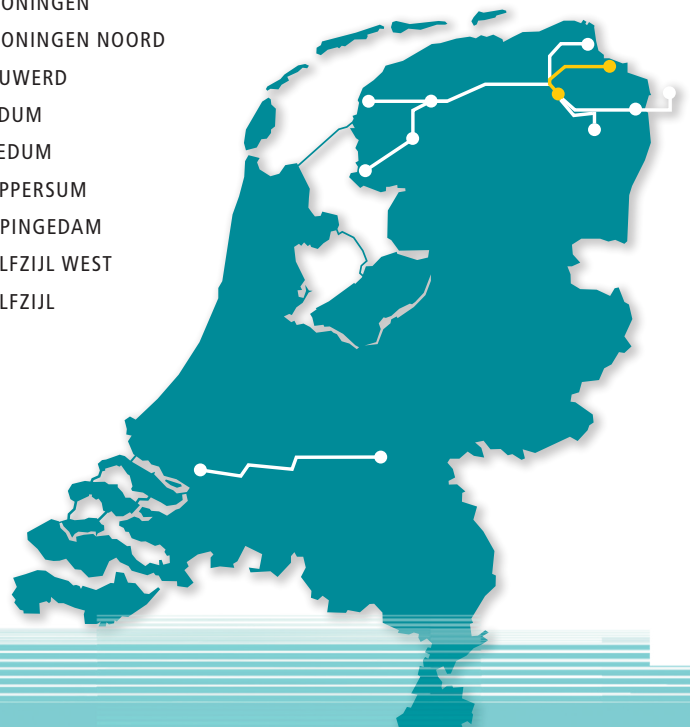 ONINGEN
ONINGEN NOORD
UWERD
DUM
EDUM
PPERSUM
PINGEDAM
LFZIJL WEST
LFZIJL